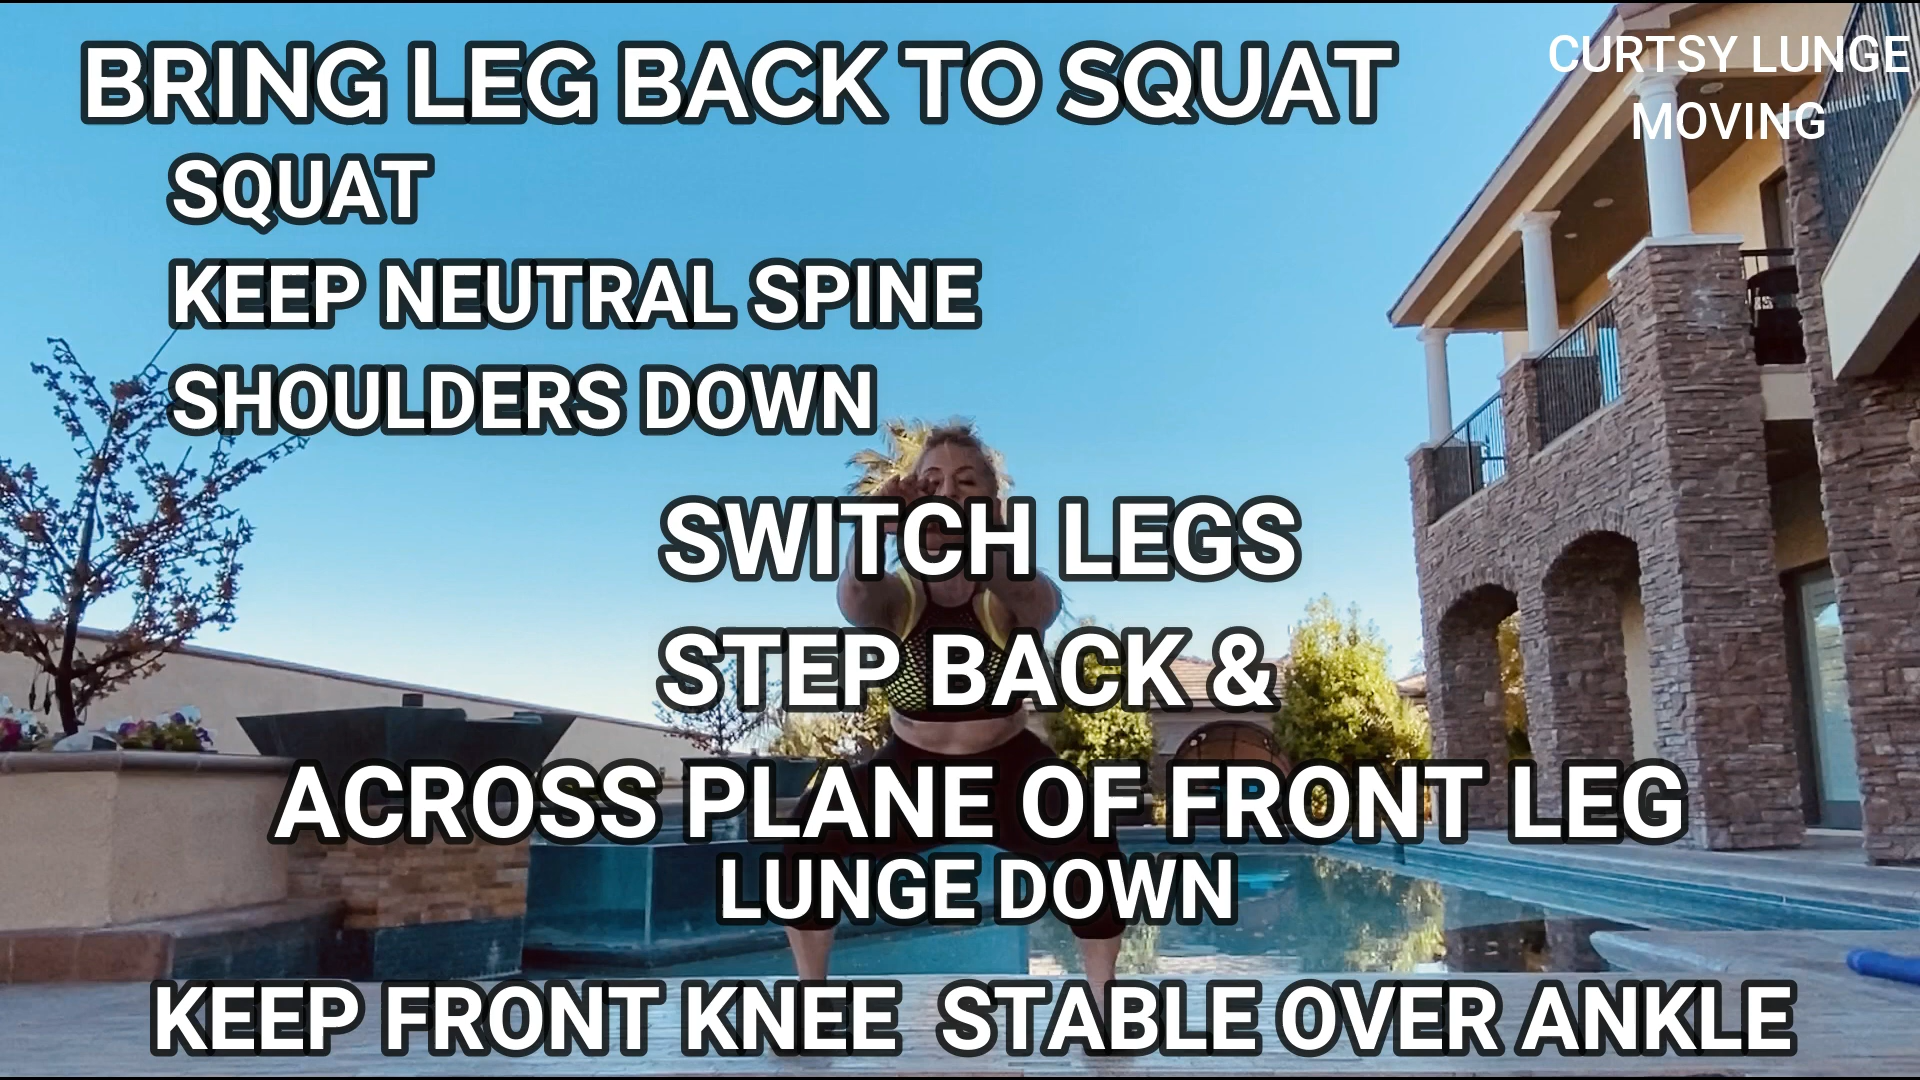 BRING LEG BACK TO SQUAT
CURTSY LUNGE
MOVING
SQUAT
KEEP NEUTRAL SPINE
SHOULDERS DOWN
SWITCH LEGS
STEP BACK &
ACROSS PLANE OF FRONT LEG
LUNGE DOWN
KEEP FRONT KNEE STABLE OVER ANKLE